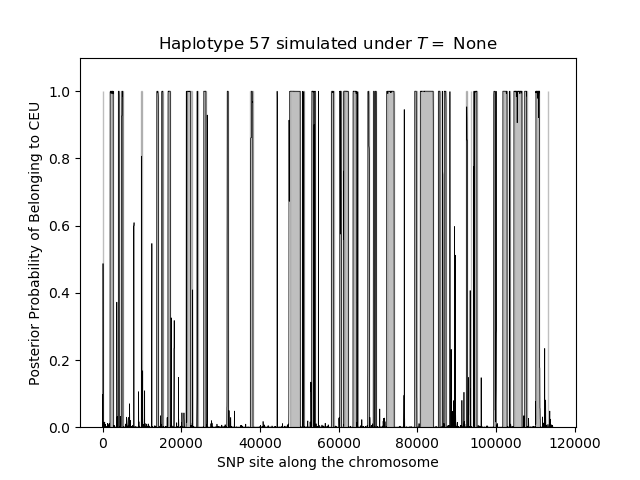 Haplotype 57 simulated under T = None
Posterior Probability of Belonging to CEU
1.0
0.8
0.6
0.4
0.2
0.0
0 20000 40000 60000 80000 100000 120000
SNP site along the chromosome